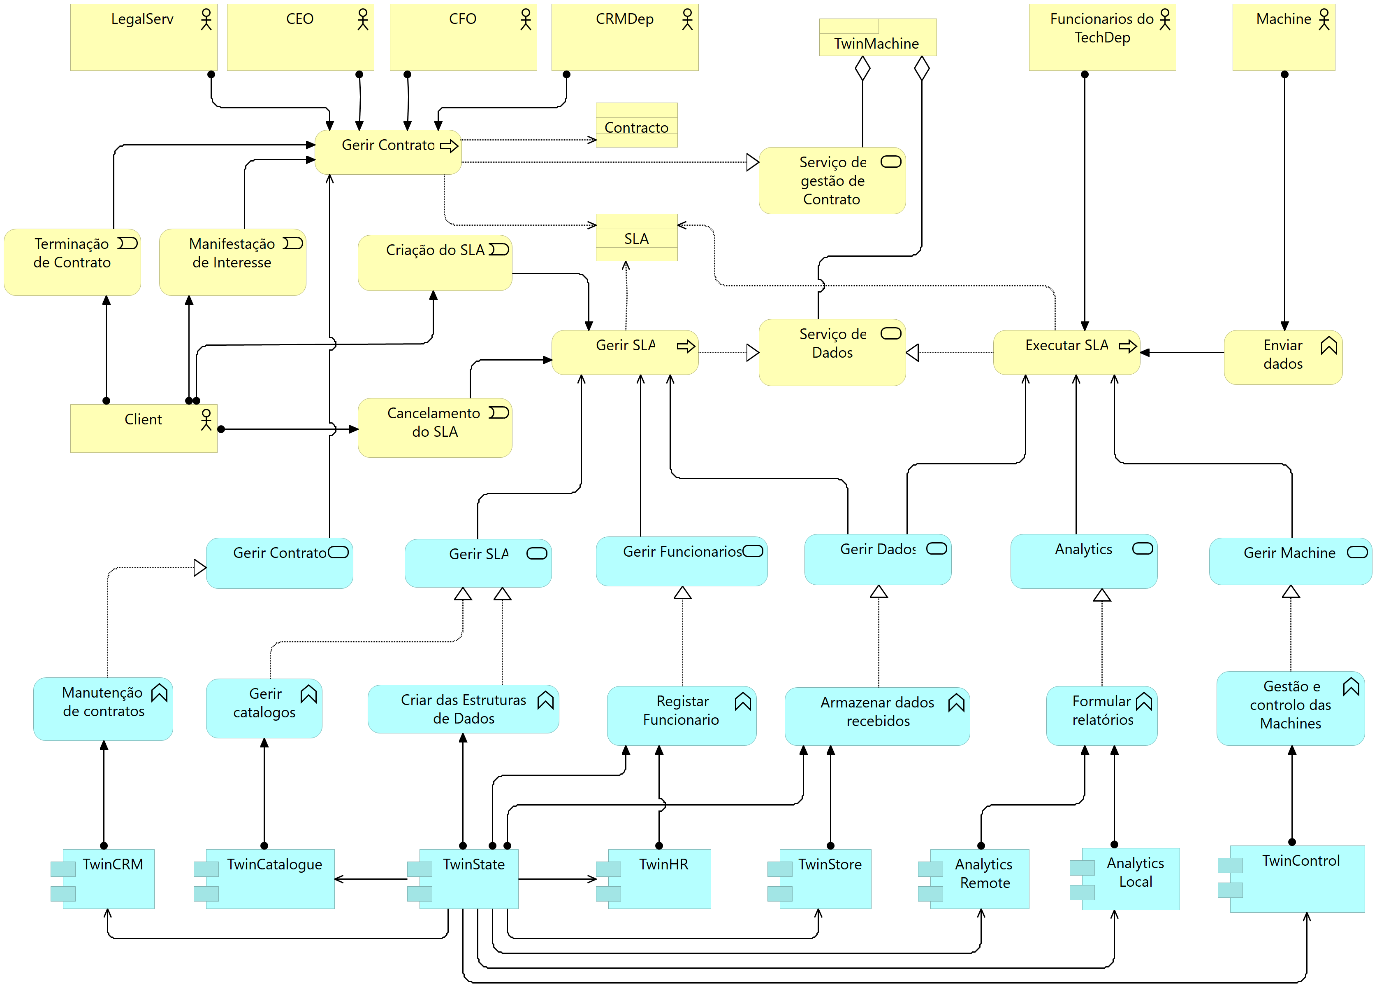 LegalServ
CEO
CFO
CRMDep
TwinMachine
Funcionarios do
TechDep
Machine
Contracto
Gerir Contrato
Serviço de
gestão de
Contrato
Terminação
de Contrato
Manifestação
de Interesse
Criação do SLA
SLA
Gerir SLA
Serviço de
Dados
Executar SLA
Enviar
dados
Client
Cancelamento
do SLA
Gerir Contrato
Gerir SLA
Gerir Funcionarios
Gerir Dados
Analytics
Gerir Machine
Manutenção
de contratos
Gerir
catalogos
Criar das Estruturas
de Dados
Registar
Funcionario
Armazenar dados
recebidos
Formular
relatórios
Gestão e
controlo das
Machines
TwinCRM
TwinCatalogue
TwinState
TwinHR
TwinStore
Analytics
Remote
Analytics
Local
TwinControl